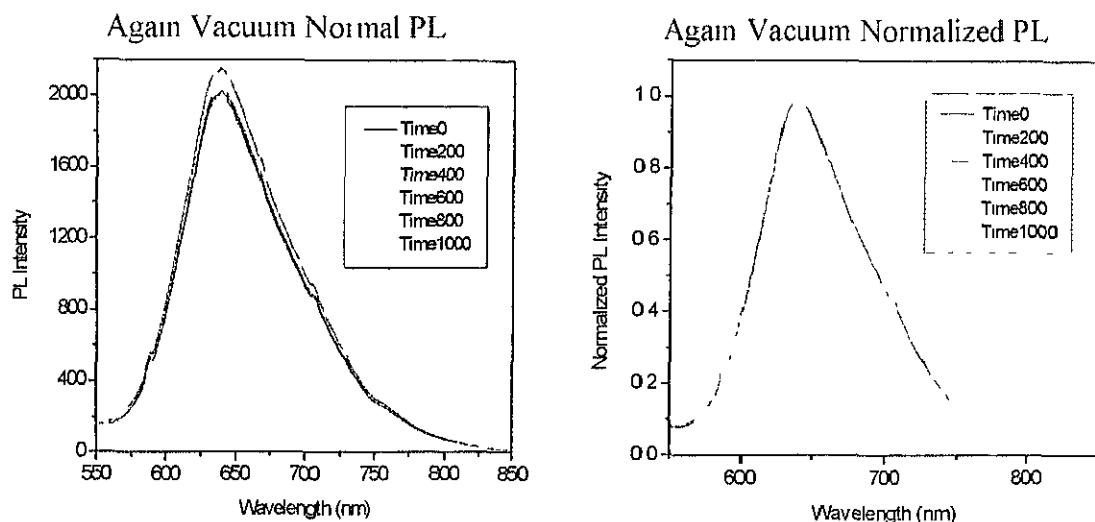 Again Vacuum Normal PL
2000
1600
1200
800
400
0
PL Intensity
Time0
Time200
Time400
Time600
Time800
Time1000
550 600 650 700 750 800 850
Wavelength (nm)
Again Vacuum Normalized PL
1.0
0.8
0.6
0.4
0.2
0.0
Normalized PL Intensity
Time0
Time200
Time400
Time600
Time800
Time1000
600 700 800
Wavelength (nm)